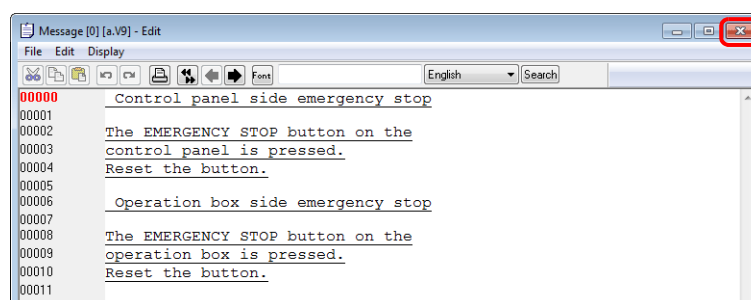 Message [0] [a.V9] - Edit
File Edit Display
Font English Search
00000 Control panel side emergency stop
00001
00002 The EMERGENCY STOP button on the
00003 control panel is pressed.
00004 Reset the button.
00005
00006 Operation box side emergency stop
00007
00008 The EMERGENCY STOP button on the
00009 operation box is pressed.
00010 Reset the button.
00011